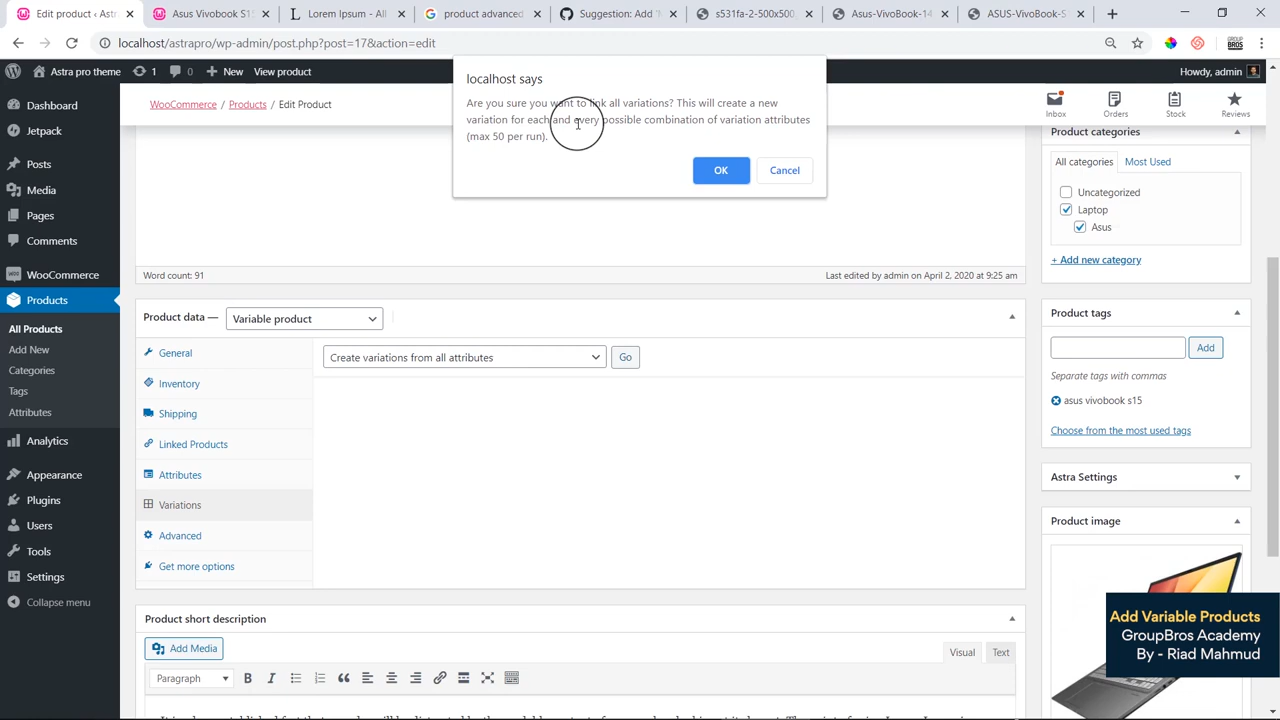 Edit product ‹ Astr
Asus Vivobook S15
Lorem Ipsum - All
product advanced
Suggestion: Add '
s531fa-2-500x500
Asus-VivoBook-14
ASUS-VivoBook-S1
localhost/astrapro/wp-admin/post.php?post=17&action=edit
Astra pro theme
1
0
New
View product
Howdy, admin
localhost says
Are you sure you want to link all variations? This will create a new
variation for each and every possible combination of variation attributes
(max 50 per run).
OK
Cancel
WooCommerce > Products > Edit Product
Inbox
Orders
Stock
Reviews
Dashboard
Jetpack
Posts
Media
Pages
Comments
WooCommerce
Products
All Products
Add New
Categories
Tags
Attributes
Analytics
Appearance
Plugins
Users
Tools
Settings
Collapse menu
Word count: 91
Last edited by admin on April 2, 2020 at 9:25 am
Product data —
Variable product
General
Inventory
Shipping
Linked Products
Attributes
Variations
Advanced
Get more options
Create variations from all attributes
Go
Product short description
Add Media
Visual
Text
Paragraph
Product categories
All categories
Most Used
Uncategorized
Laptop
Asus
+ Add new category
Product tags
Add
Separate tags with commas
asus vivobook s15
Choose from the most used tags
Astra Settings
Product image
Add Variable Products
GroupBros Academy
By - Riad Mahmud
GROUP
BROS